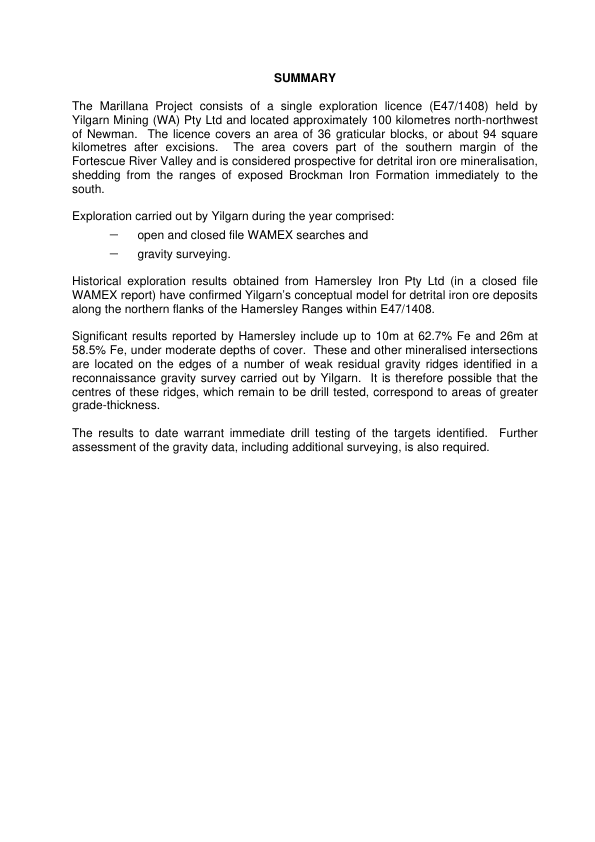 SUMMARY
The Marillana Project consists of a single exploration licence (E47/1408) held by
Yilgarn Mining (WA) Pty Ltd and located approximately 100 kilometres north-northwest
of Newman. The licence covers an area of 36 graticular blocks, or about 94 square
kilometres after excisions. The area covers part of the southern margin of the
Fortescue River Valley and is considered prospective for detrital iron ore mineralisation,
shedding from the ranges of exposed Brockman Iron Formation immediately to the
south.
Exploration carried out by Yilgarn during the year comprised:
– open and closed file WAMEX searches and
– gravity surveying.
Historical exploration results obtained from Hamersley Iron Pty Ltd (in a closed file
WAMEX report) have confirmed Yilgarn's conceptual model for detrital iron ore deposits
along the northern flanks of the Hamersley Ranges within E47/1408.
Significant results reported by Hamersley include up to 10m at 62.7% Fe and 26m at
58.5% Fe, under moderate depths of cover. These and other mineralised intersections
are located on the edges of a number of weak residual gravity ridges identified in a
reconnaissance gravity survey carried out by Yilgarn. It is therefore possible that the
centres of these ridges, which remain to be drill tested, correspond to areas of greater
grade-thickness.
The results to date warrant immediate drill testing of the targets identified. Further
assessment of the gravity data, including additional surveying, is also required.